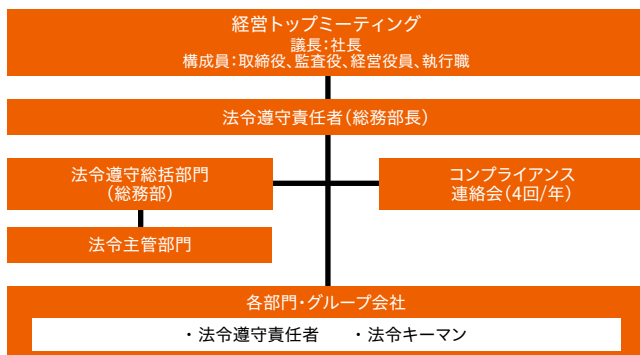 経営トップミーティング
議長：社長
構成員：取締役、監査役、経営役員、執行職
法令遵守責任者（総務部長）
法令遵守総括部門
（総務部）
コンプライアンス
連絡会（4回/年）
法令主管部門
各部門・グループ会社
・法令遵守責任者　・法令キーマン